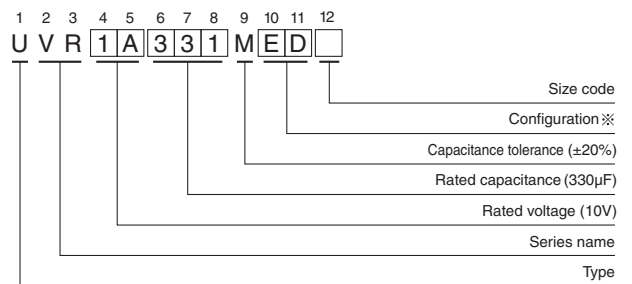 1 2 3 4 5 6 7 8 9 10 11 12
U V R 1 A 3 3 1 M E D
Size code
Configuration※
Capacitance tolerance (±20%)
Rated capacitance (330µF)
Rated voltage (10V)
Series name
Type